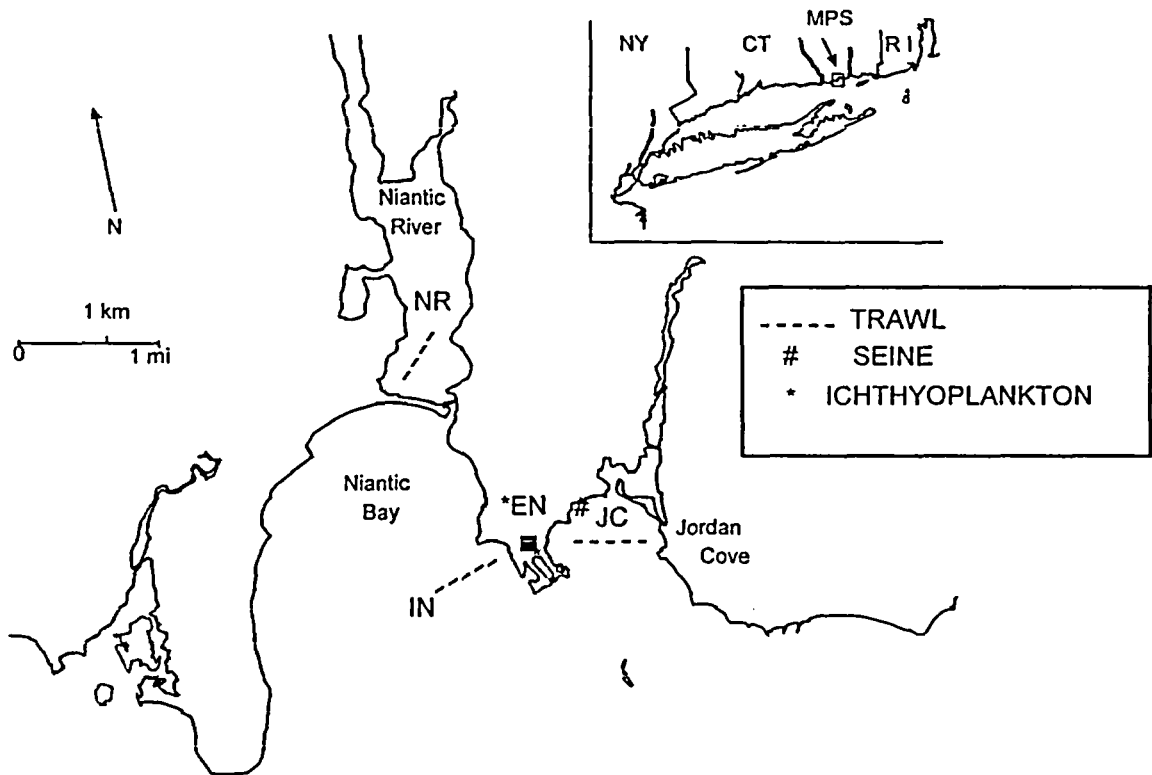 MPS
NY
CT
R I
N
Niantic
River
1 km
0
1 mi
NR
---- TRAWL
# SEINE
* ICHTHYOPLANKTON
Niantic
Bay
*EN
#
JC
Jordan
Cove
IN